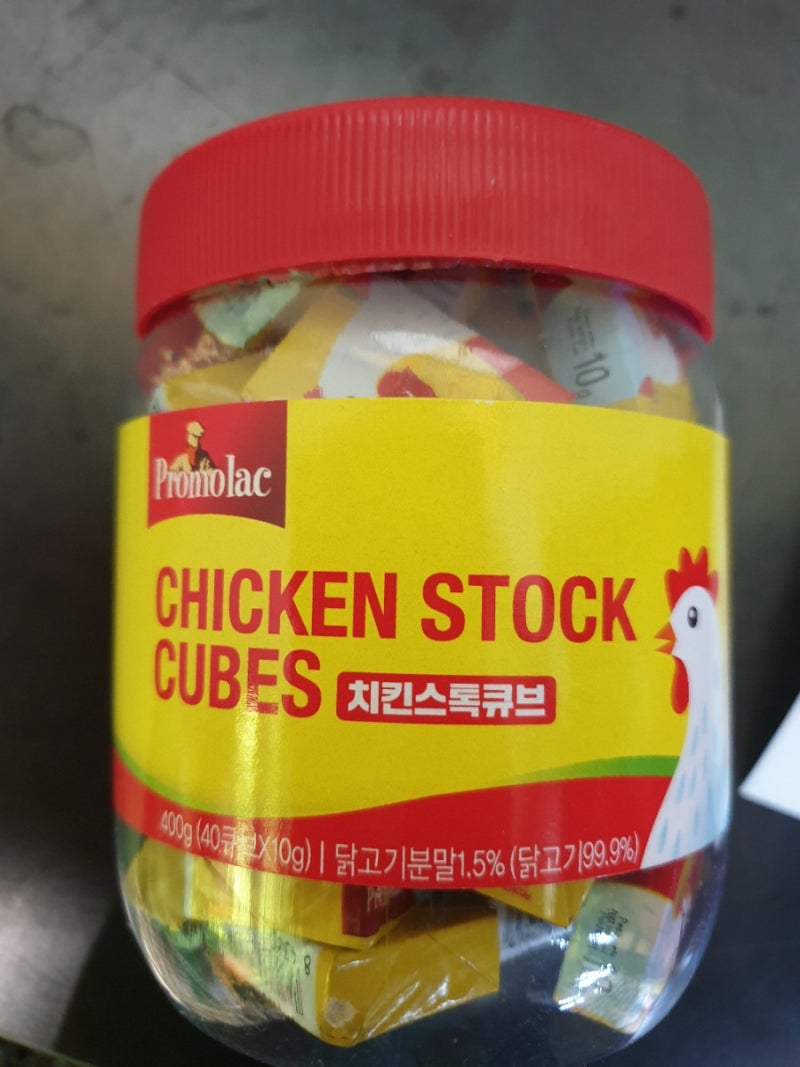 10g
Promolac
CHICKEN STOCK
CUBES 치킨스톡큐브
400g (40큐브X10g) | 닭고기분말1.5% (닭고기99.9%)